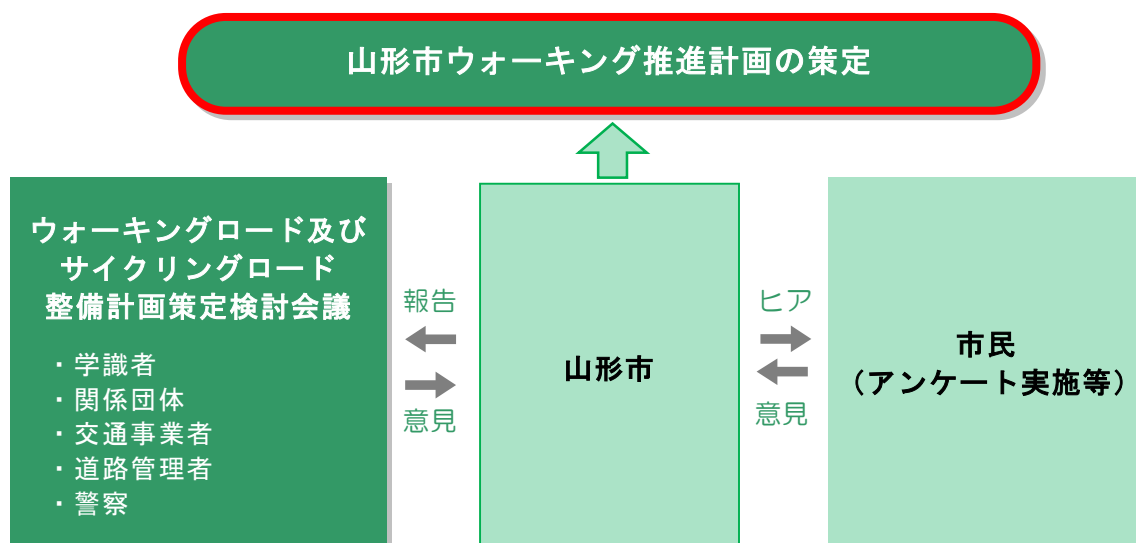 山形市ウォーキング推進計画の策定
ウォーキングロード及び
サイクリングロード
整備計画策定検討会議
・学識者
・関係団体
・交通事業者
・道路管理者
・警察
報告
意見
山形市
ヒア
意見
市民
（アンケート実施等）